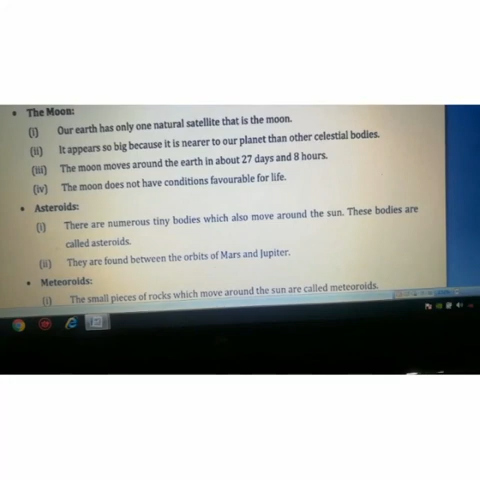 • The Moon:
(i) Our earth has only one natural satellite that is the moon.
(ii) It appears so big because it is nearer to our planet than other celestial bodies.
(iii) The moon moves around the earth in about 27 days and 8 hours.
(iv) The moon does not have conditions favourable for life.
• Asteroids:
(i) There are numerous tiny bodies which also move around the sun. These bodies are
called asteroids.
(ii) They are found between the orbits of Mars and Jupiter.
• Meteoroids:
(i) The small pieces of rocks which move around the sun are called meteoroids.